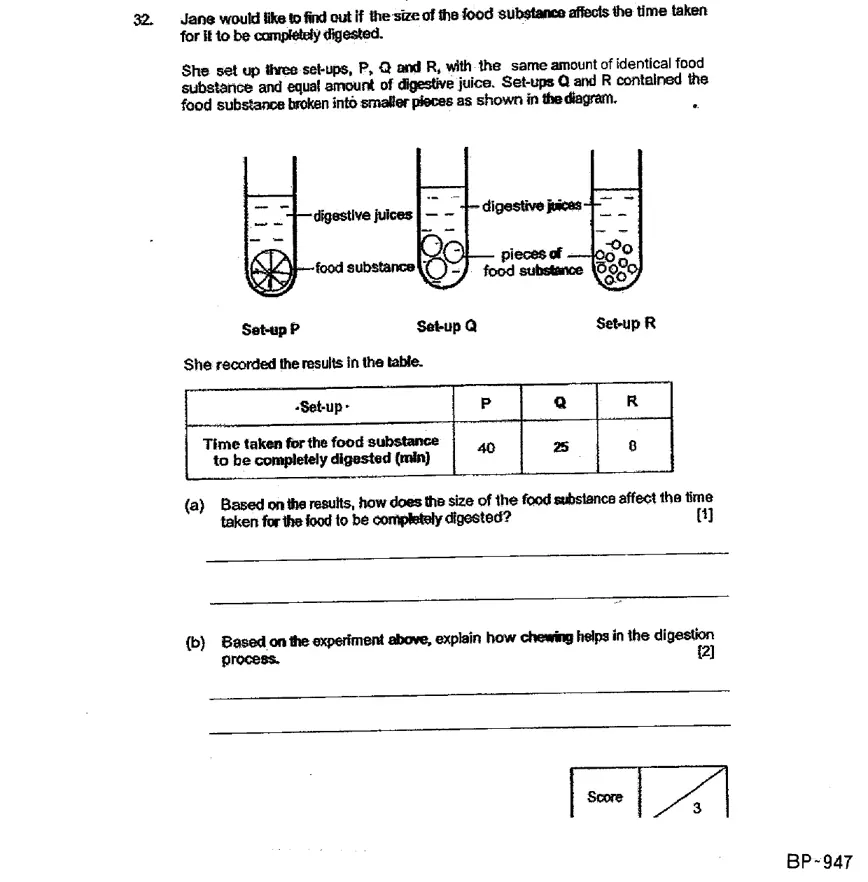 32. Jane would like to find out if the size of the food substance affects the time taken
for it to be completely digested.
She set up three set-ups, P, Q and R, with the same amount of identical food
substance and equal amount of digestive juice. Set-ups Q and R contained the
food substance broken into smaller pieces as shown in the diagram.
digestive juices
digestive juices
food substance
pieces of
food substance
Set-up P
Set-up Q
Set-up R
She recorded the results in the table.
Set-up P Q R
Time taken for the food substance
to be completely digested (min)
40 25 8
(a) Based on the results, how does the size of the food substance affect the time
taken for the food to be completely digested? [1]
(b) Based on the experiment above, explain how chewing helps in the digestion
process. [2]
Score
3
BP-947